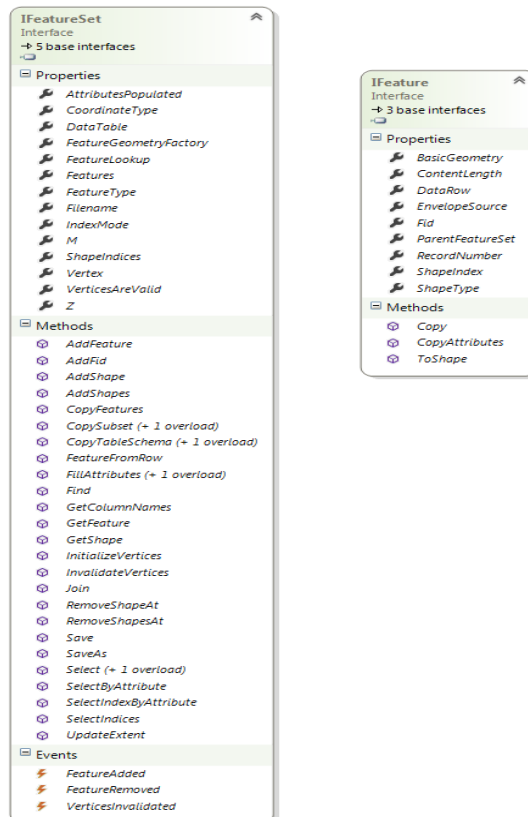 IFeatureSet
Interface
5 base interfaces
Properties
AttributesPopulated
CoordinateType
DataTable
FeatureGeometryFactory
FeatureLookup
Features
FeatureType
Filename
IndexMode
M
ShapeIndices
Vertex
VerticesAreValid
Z
Methods
AddFeature
AddFid
AddShape
AddShapes
CopyFeatures
CopySubset (+ 1 overload)
CopyTableSchema (+ 1 overload)
FeatureFromRow
FillAttributes (+ 1 overload)
Find
GetColumnNames
GetFeature
GetShape
InitializeVertices
InvalidateVertices
Join
RemoveShapeAt
RemoveShapesAt
Save
SaveAs
Select (+ 1 overload)
SelectByAttribute
SelectIndexByAttribute
SelectIndices
UpdateExtent
Events
FeatureAdded
FeatureRemoved
VerticesInvalidated
IFeature
Interface
3 base interfaces
Properties
BasicGeometry
ContentLength
DataRow
EnvelopeSource
Fid
ParentFeatureSet
RecordNumber
ShapeIndex
ShapeType
Methods
Copy
CopyAttributes
ToShape